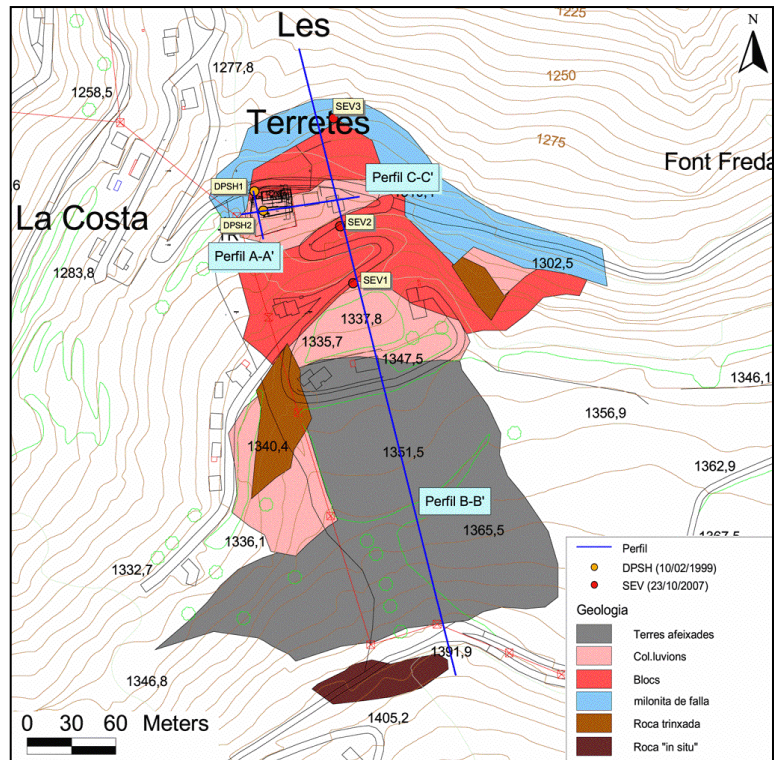 Les
1225
N
1277,8
1250
1258,5
SEV3
Terretes
1275
Font Freda
6
DPSH1
Perfil C-C'
La Costa
DPSH2
SEV2
Perfil A-A'
1302,5
1283,8
SEV1
1337,8
1335,7
1347,5
1346,1
1356,9
1340,4
1351,5
1362,9
Perfil B-B'
1365,5
1367,5
1336,1
Perfil
DPSH (10/02/1999)
1332,7
SEV (23/10/2007)
Geologia
Terres afeixades
1391,9
Col.luvions
1346,8
Blocs
milonita de falla
1405,2
0 30 60 Meters
Roca trinxada
Roca "in situ"